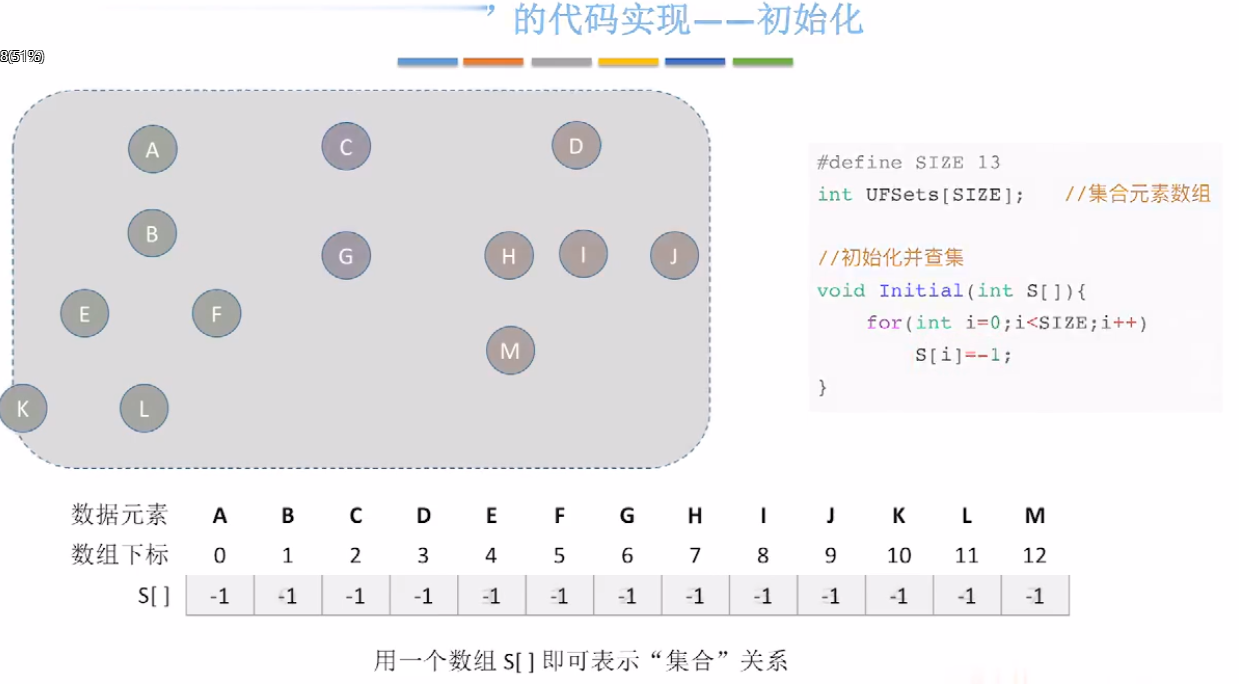 ’的代码实现——初始化
8(51%)
A
C
D
B
G
H
I
J
E
F
M
K
L
#define SIZE 13
int UFSets[SIZE]; //集合元素数组
//初始化并查集
void Initial(int S[]){
for(int i=0;i<SIZE;i++)
S[i]=-1;
}
数据元素 A B C D E F G H I J K L M
数组下标 0 1 2 3 4 5 6 7 8 9 10 11 12
S[ ] -1 -1 -1 -1 -1 -1 -1 -1 -1 -1 -1 -1 -1
用一个数组 S[ ] 即可表示“集合”关系